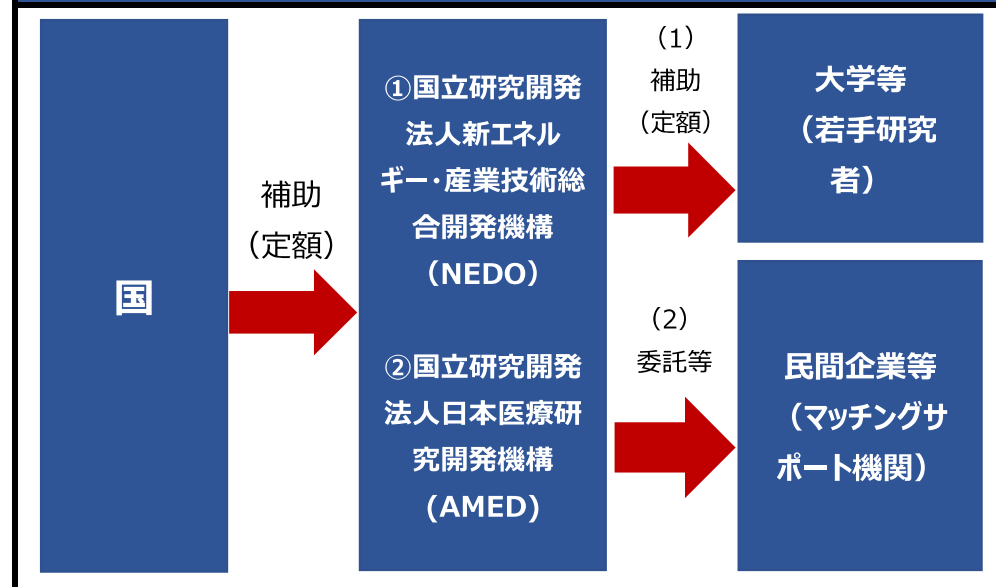 国
補助
（定額）
①国立研究開発
法人新エネル
ギー・産業技術総
合開発機構
（NEDO）
②国立研究開発
法人日本医療研
究開発機構
(AMED)
（1）
補助
（定額）
大学等
（若手研究
者）
（2）
委託等
民間企業等
（マッチングサ
ポート機関）